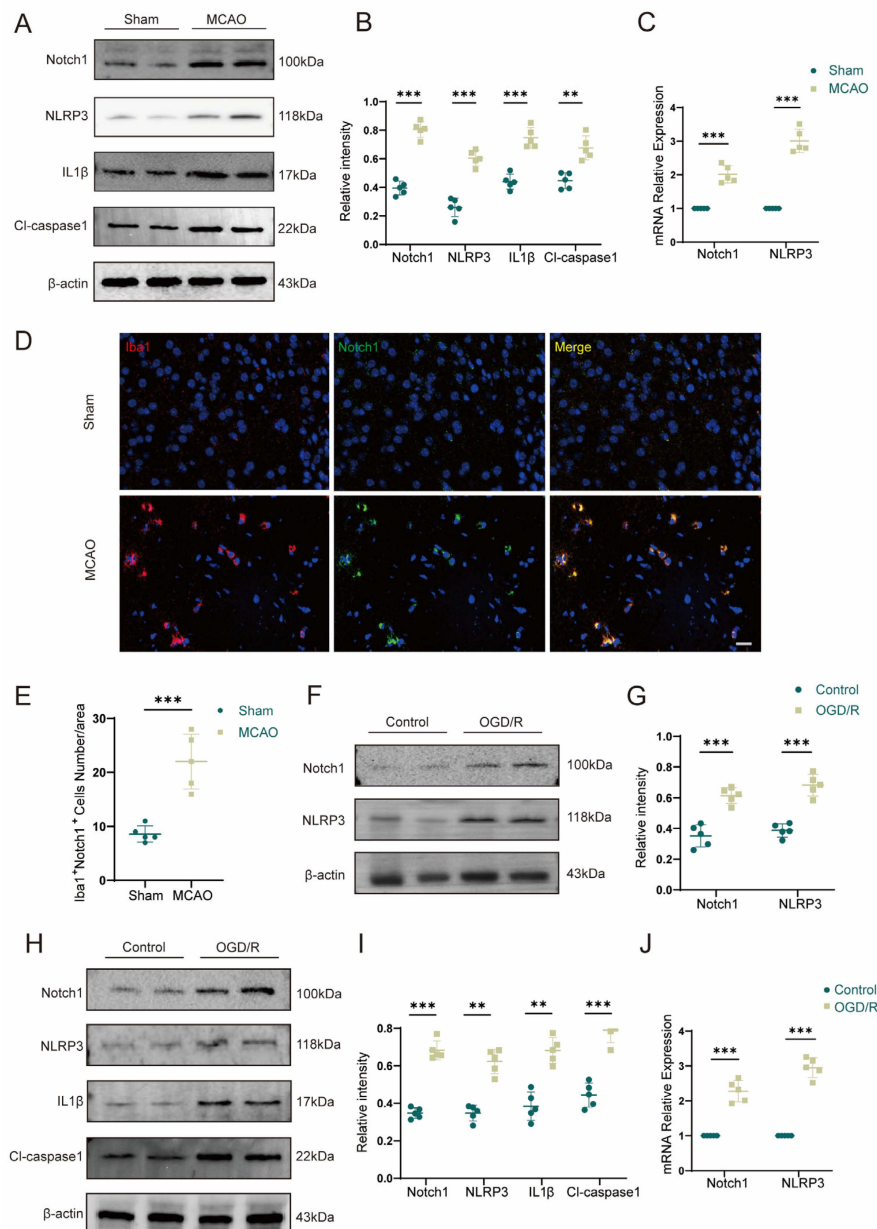 A
Sham MCAO
Notch1 100kDa
NLRP3 118kDa
IL1β 17kDa
Cl-caspase1 22kDa
β-actin 43kDa
B
*** *** *** **
Relative intensity
1.0
0.8
0.6
0.4
0.2
0.0
Notch1 NLRP3 IL1β Cl-caspase1
C
Sham
MCAO
mRNA Relative Expression
***
***
4
3
2
1
0
Notch1 NLRP3
D
Iba1 Notch1 Merge
Sham
MCAO
E
***
Sham
MCAO
Iba1+Notch1+ Cells Number/area
30
20
10
0
Sham MCAO
F
Control OGD/R
Notch1 100kDa
NLRP3 118kDa
β-actin 43kDa
G
Control
OGD/R
*** ***
Relative intensity
0.8
0.6
0.4
0.2
0.0
Notch1 NLRP3
H
Control OGD/R
Notch1 100kDa
NLRP3 118kDa
IL1β 17kDa
Cl-caspase1 22kDa
β-actin 43kDa
I
*** ** ** ***
Relative intensity
0.8
0.6
0.4
0.2
0.0
Notch1 NLRP3 IL1β Cl-caspase1
J
Control
OGD/R
mRNA Relative Expression
***
***
4
3
2
1
0
Notch1 NLRP3